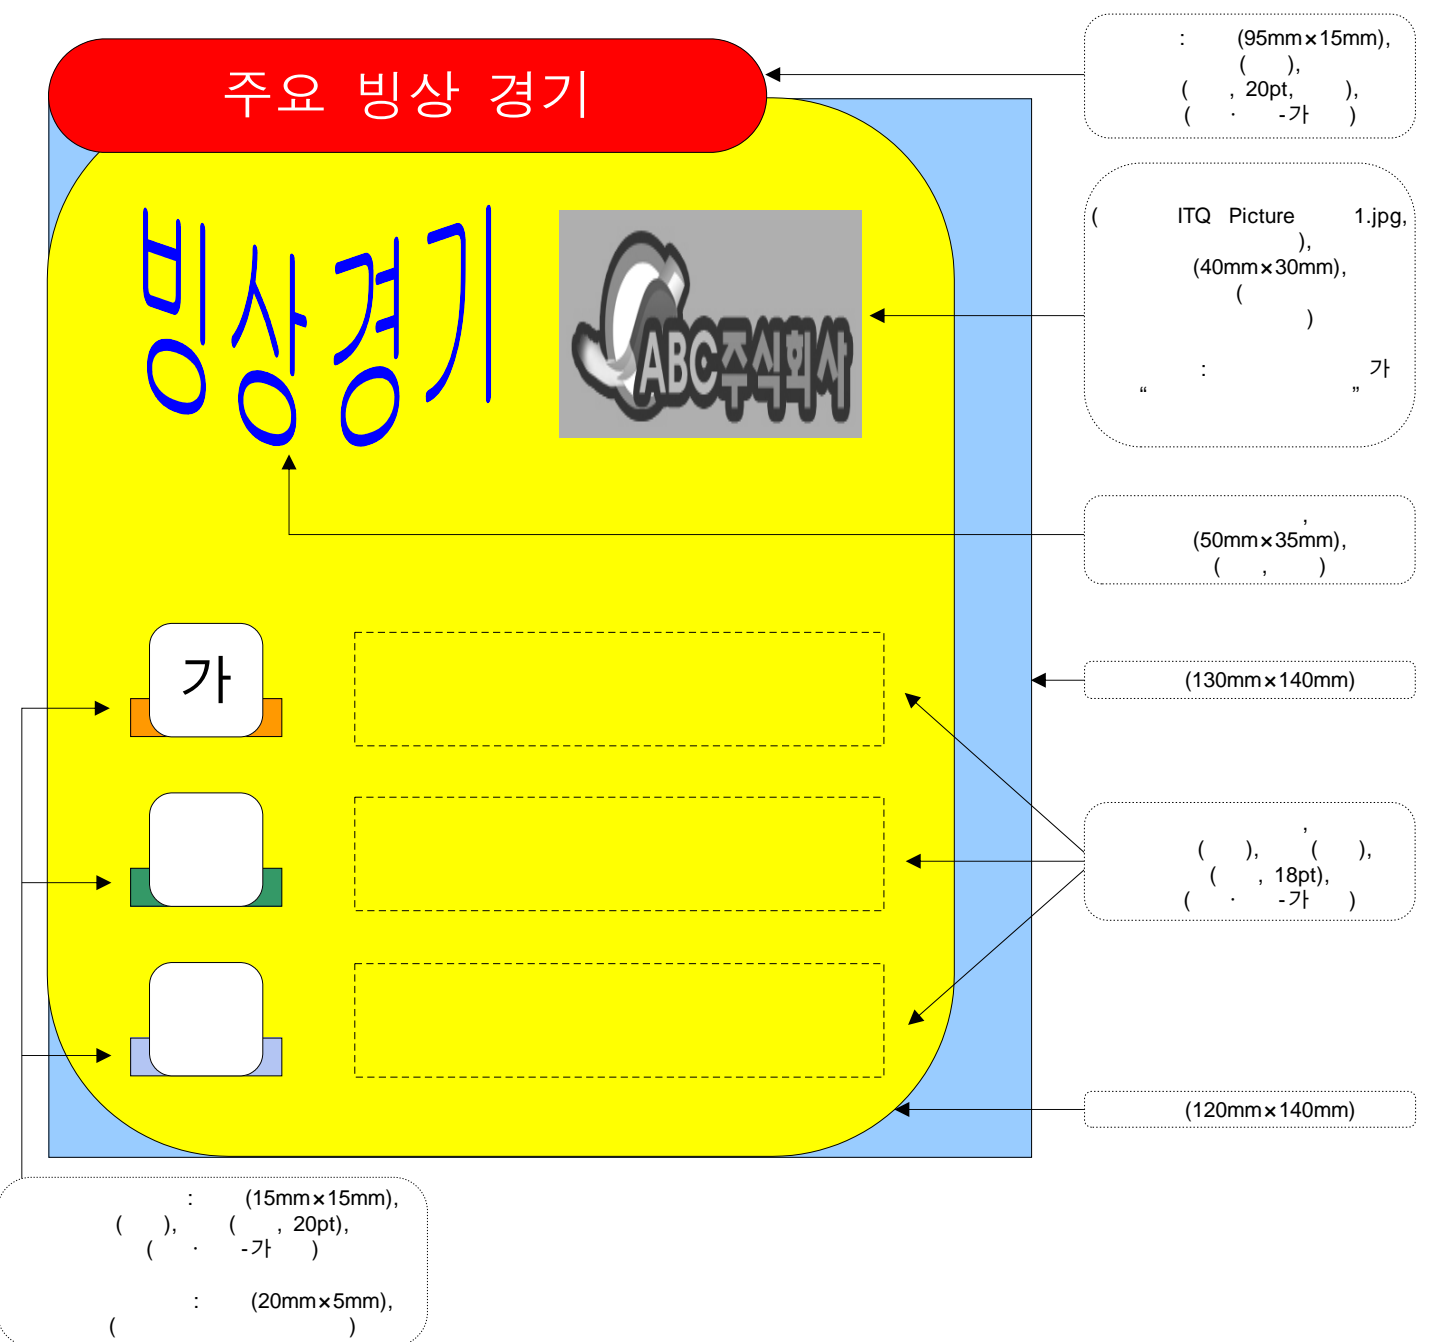 주요 빙상 경기
: (95mm×15mm),
( ),
( , 20pt, ),
( · -가 )
빙상경기
ABC주식회사
( ITQ Picture 1.jpg,
),
(40mm×30mm),
(
)
: 가
“ ”
,
(50mm×35mm),
( , )
가
(130mm×140mm)
,
( ), ( ),
( , 18pt),
( · -가 )
(120mm×140mm)
: (15mm×15mm),
( ), ( , 20pt),
( · -가 )
: (20mm×5mm),
( )